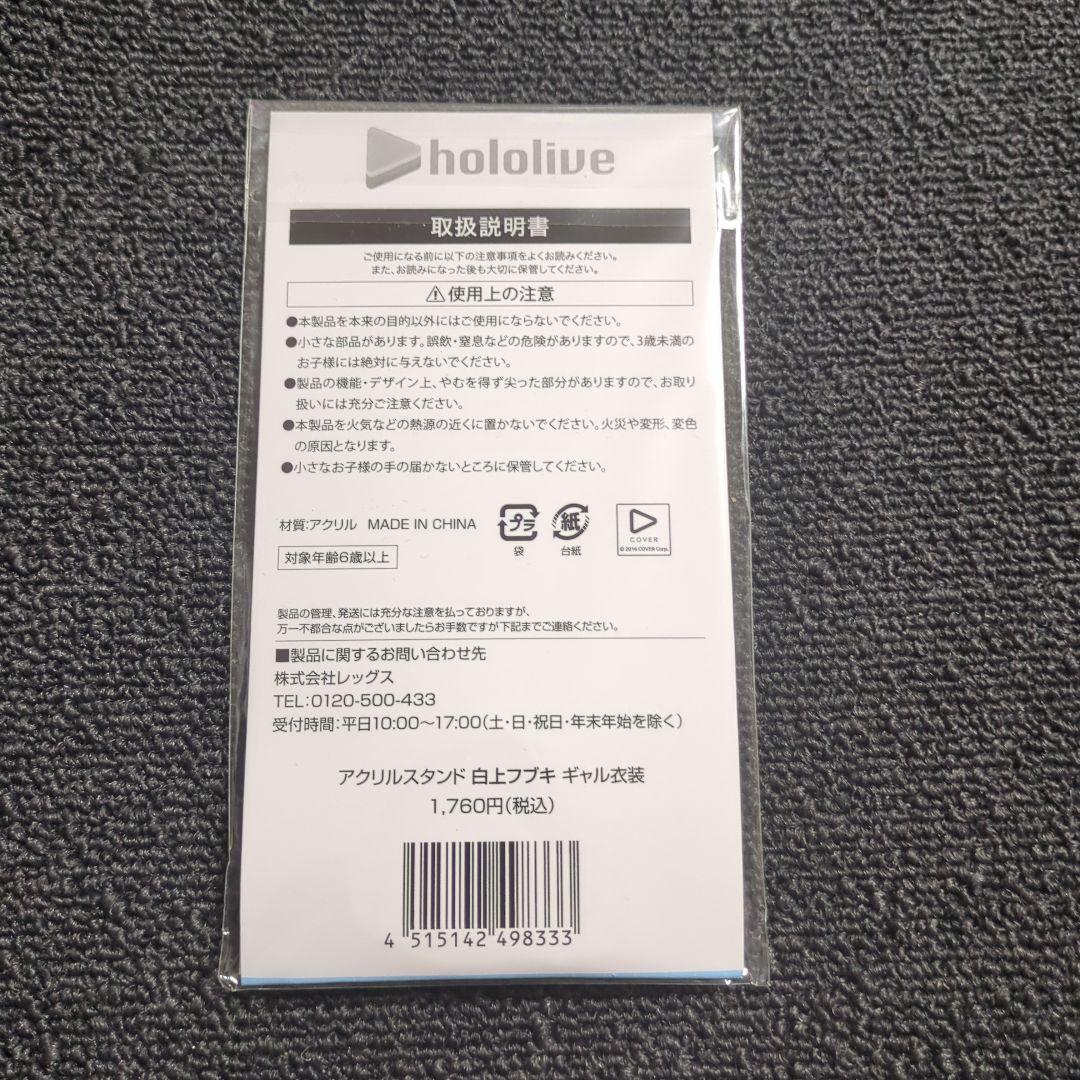 hololive
取扱説明書
ご使用になる前に以下の注意事項をよくお読みください。
また、お読みになった後も大切に保管してください。
⚠使用上の注意
●本製品を本来の目的以外にはご使用にならないでください。
●小さな部品があります。誤飲・窒息などの危険がありますので、3歳未満の
お子様には絶対に与えないでください。
●製品の機能・デザイン上、やむを得ず尖った部分がありますので、お取り
扱いには充分ご注意ください。
●本製品を火気などの熱源の近くに置かないでください。火災や変形、変色
の原因となります。
●小さなお子様の手の届かないところに保管してください。
材質:アクリル MADE IN CHINA
プラ
袋
紙
台紙
COVER
© 2016 COVER Corp.
対象年齢6歳以上
製品の管理、発送には充分な注意を払っておりますが、
万一不都合な点がございましたらお手数ですが下記までご連絡ください。
■製品に関するお問い合わせ先
株式会社レッグス
TEL:0120-500-433
受付時間:平日10:00〜17:00(土・日・祝日・年末年始を除く)
アクリルスタンド 白上フブキ ギャル衣装
1,760円(税込)
4 515142 498333